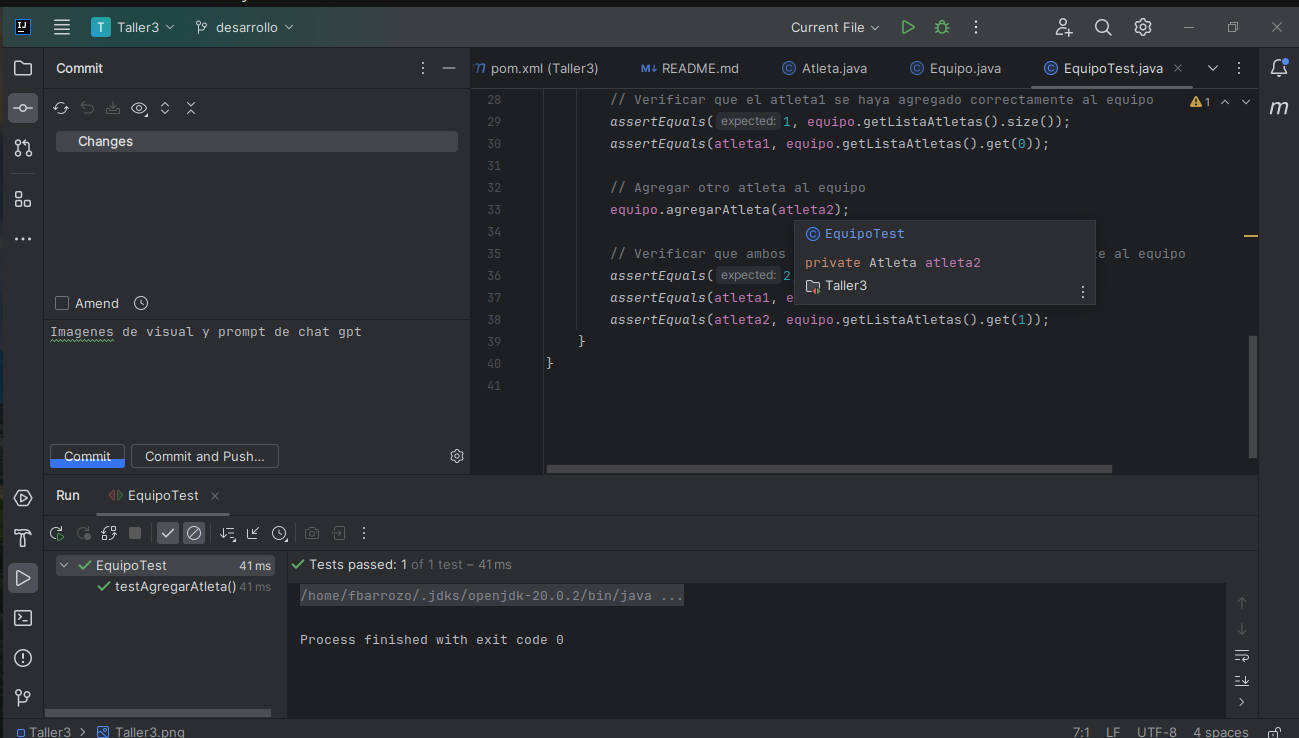 IJ T Taller3 desarrollo Current File
Commit
pom.xml (Taller3) README.md Atleta.java Equipo.java EquipoTest.java
Changes
Amend
Imagenes de visual y prompt de chat gpt
Commit Commit and Push...
28 // Verificar que el atleta1 se haya agregado correctamente al equipo
1
29 assertEquals( expected: 1, equipo.getListaAtletas().size());
30 assertEquals(atleta1, equipo.getListaAtletas().get(0));
31
32 // Agregar otro atleta al equipo
33 equipo.agregarAtleta(atleta2);
34
35 // Verificar que ambos al equipo
36 assertEquals( expected: 2
37 assertEquals(atleta1,
38 assertEquals(atleta2, equipo.getListaAtletas().get(1));
39 }
40 }
41
EquipoTest
private Atleta atleta2
Taller3
Run EquipoTest
EquipoTest 41 ms
testAgregarAtleta() 41 ms
Tests passed: 1 of 1 test – 41 ms
/home/fbarrozo/.jdks/openjdk-20.0.2/bin/java ...
Process finished with exit code 0
Taller3 > Taller3.png 7:1 LF UTF-8 4 spaces